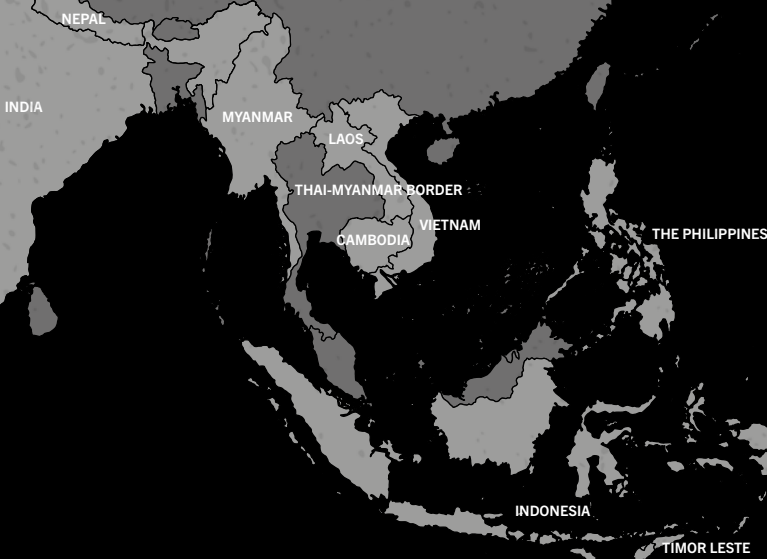 NEPAL
INDIA
MYANMAR
LAOS
THAI-MYANMAR BORDER
VIETNAM
CAMBODIA
THE PHILIPPINES
INDONESIA
TIMOR LESTE